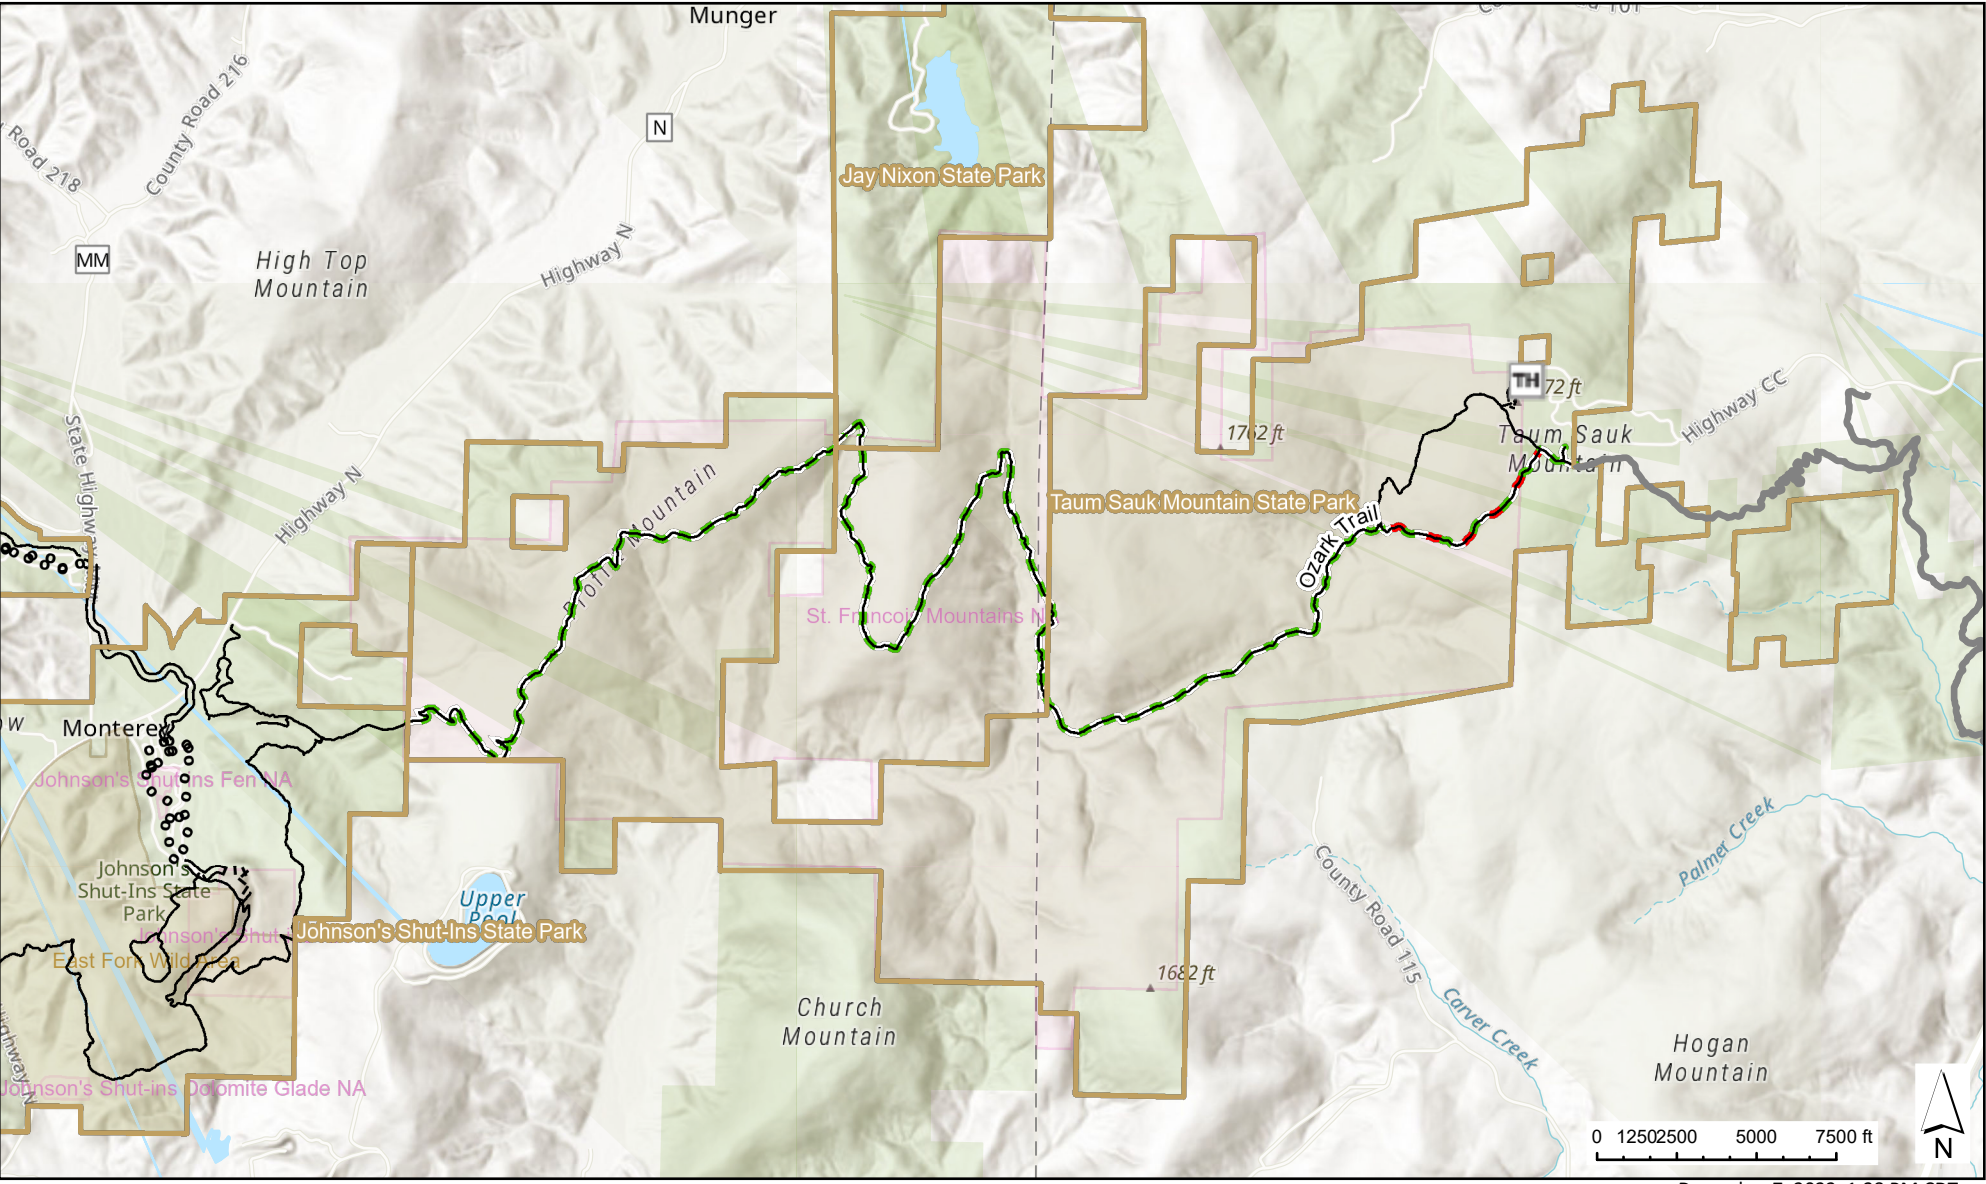 Munger
County Road 216
N
Road 218
Jay Nixon State Park
Highway N
MM
High Top
Mountain
TH
72 ft
Highway CC
1762 ft
Taum Sauk
Mountain
State Highway
Highway N
Mountain
Taum Sauk Mountain State Park
Ozark Trail
St. Francois Mountains NA
Monterey
Johnson's Shut-Ins Fen NA
Palmer Creek
Johnson's
Shut-Ins State
Park
Upper
Pool
County Road 115
Johnson's Shut-I
Johnson's Shut-Ins State Park
East Fork Wild Area
1682 ft
Church
Mountain
Carver Creek
Hogan
Mountain
Highway N
Johnson's Shut-ins Dolomite Glade NA
0 1250 2500 5000 7500 ft
N